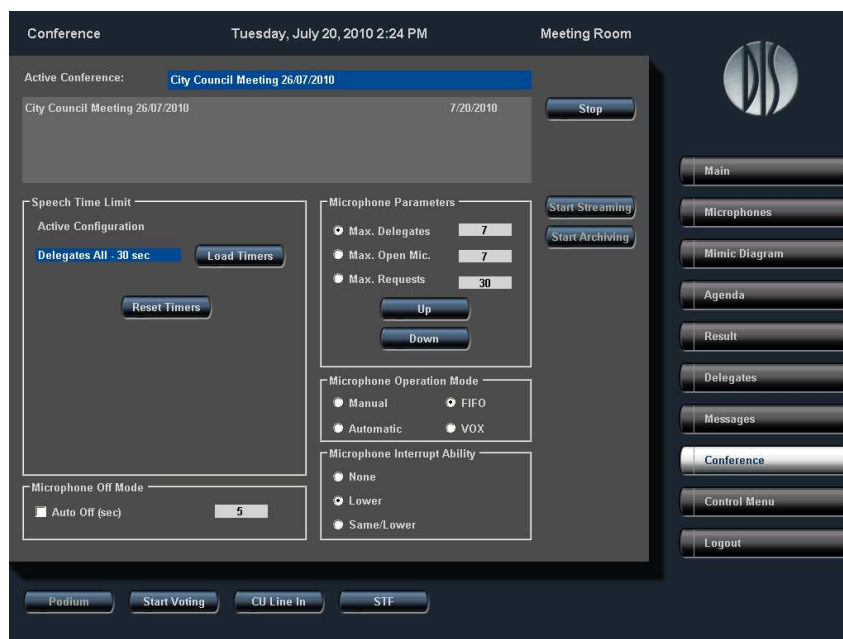 Conference Tuesday, July 20, 2010 2:24 PM Meeting Room
DIS
Active Conference: City Council Meeting 26/07/2010
City Council Meeting 26/07/2010 7/20/2010 Stop
Main
Speech Time Limit Microphone Parameters Start Streaming Microphones
Active Configuration Max. Delegates 7 Start Archiving
Delegates All - 30 sec Load Timers Max. Open Mic. 7 Mimic Diagram
Max. Requests 30
Reset Timers Up Agenda
Down Result
Microphone Operation Mode Delegates
Manual FIFO
Automatic VOX Messages
Microphone Interrupt Ability Conference
None
Microphone Off Mode
Auto Off (sec) 5 Lower Control Menu
Same/Lower
Logout
Podium Start Voting CU Line In STF